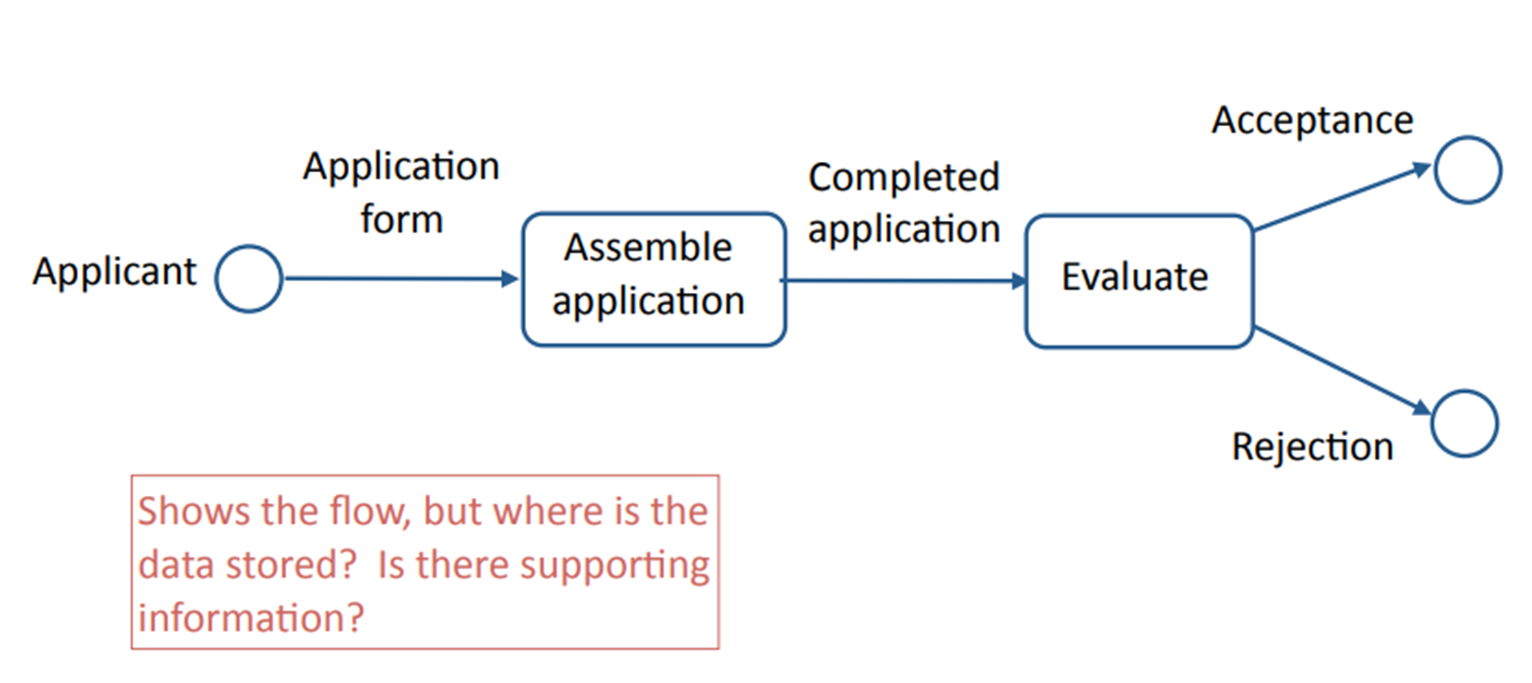 Applicant
Application
form
Assemble
application
Completed
application
Evaluate
Acceptance
Rejection
Shows the flow, but where is the
data stored?  Is there supporting
information?